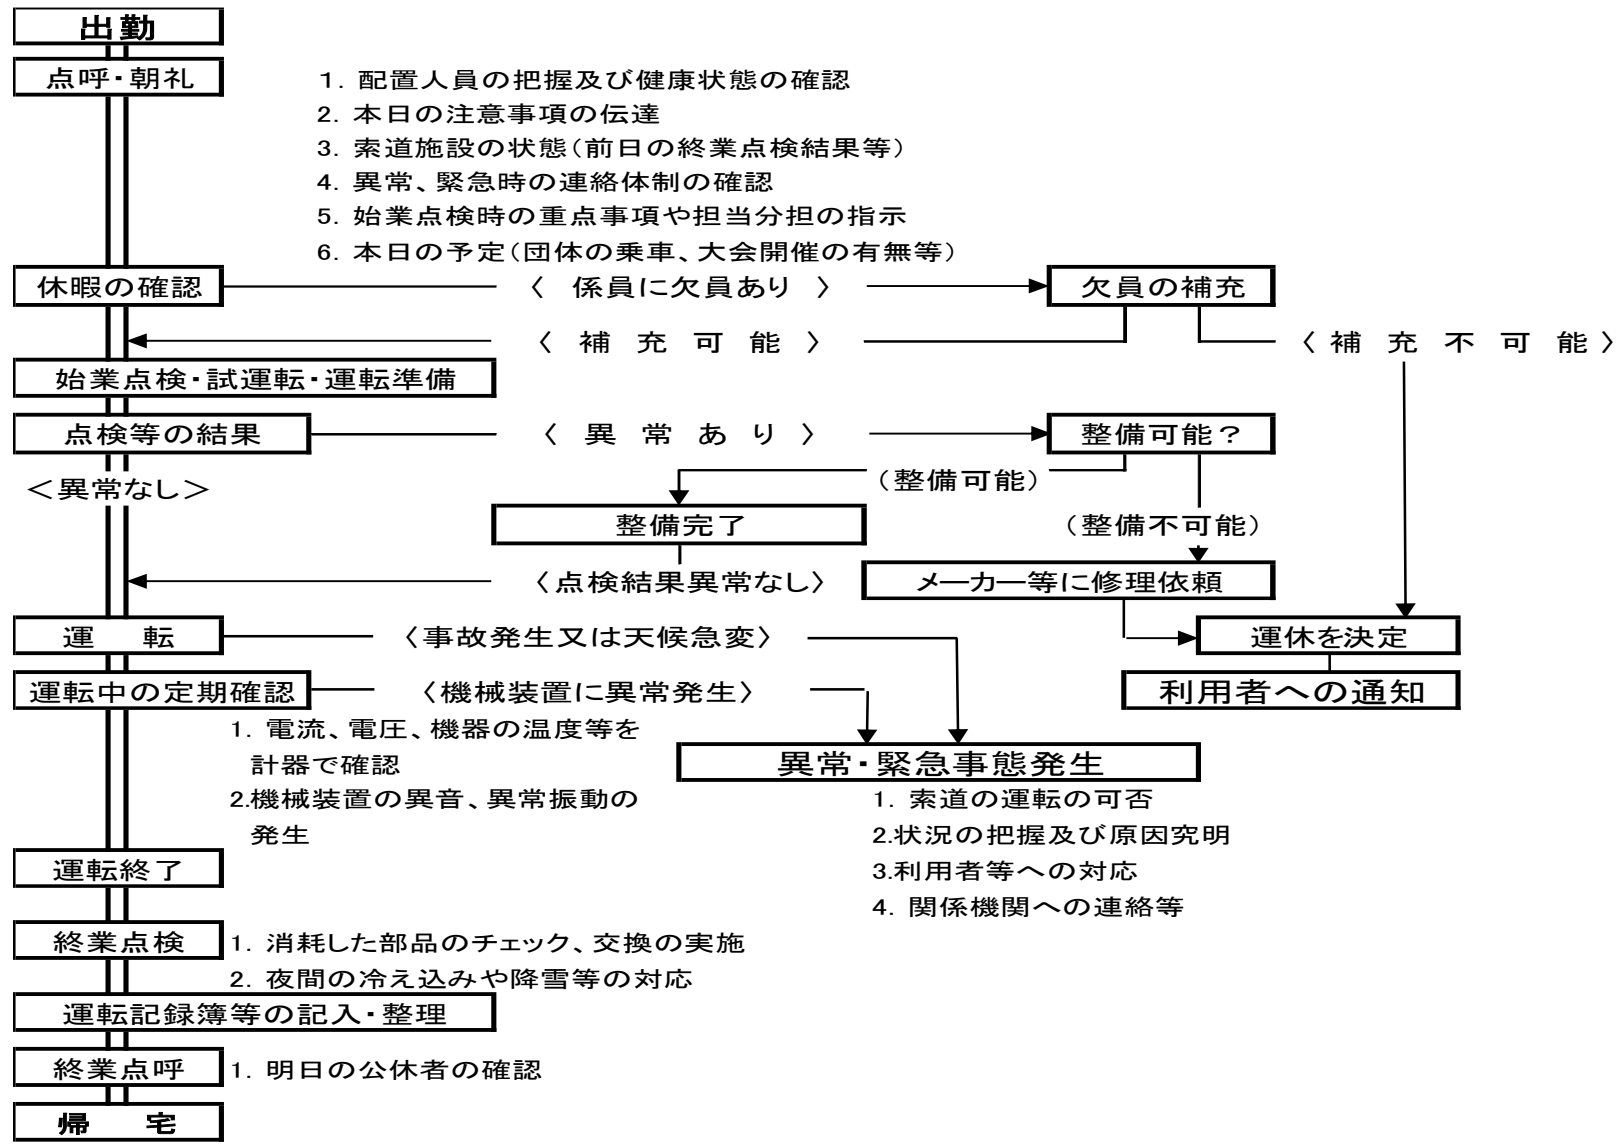 出勤
点呼・朝礼
1. 配置人員の把握及び健康状態の確認
2. 本日の注意事項の伝達
3. 索道施設の状態(前日の終業点検結果等)
4. 異常、緊急時の連絡体制の確認
5. 始業点検時の重点事項や担当分担の指示
6. 本日の予定(団体の乗車、大会開催の有無等)
休暇の確認 〈 係員に欠員あり 〉 欠員の補充
〈 補 充 可 能 〉 〈 補 充 不 可 能 〉
始業点検・試運転・運転準備
点検等の結果 〈 異 常 あ り 〉 整備可能?
<異常なし> (整備可能)
整備完了 (整備不可能)
〈点検結果異常なし〉 メーカー等に修理依頼
運 転 〈事故発生又は天候急変〉 運休を決定
運転中の定期確認 〈機械装置に異常発生〉 利用者への通知
1. 電流、電圧、機器の温度等を
計器で確認
2.機械装置の異音、異常振動の
発生
異常・緊急事態発生
1. 索道の運転の可否
2.状況の把握及び原因究明
3.利用者等への対応
4. 関係機関への連絡等
運転終了
終業点検 1. 消耗した部品のチェック、交換の実施
2. 夜間の冷え込みや降雪等の対応
運転記録簿等の記入・整理
終業点呼 1. 明日の公休者の確認
帰 宅